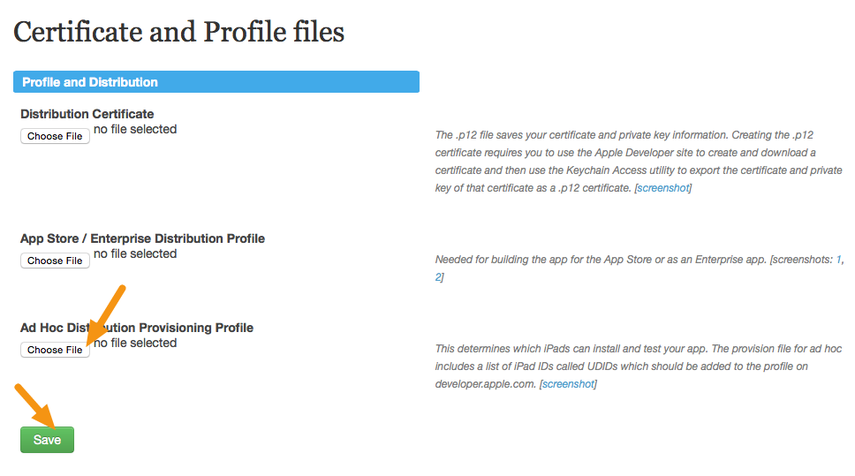 Certificate and Profile files
Profile and Distribution
Distribution Certificate
Choose File no file selected
The .p12 file saves your certificate and private key information. Creating the .p12
certificate requires you to use the Apple Developer site to create and download a
certificate and then use the Keychain Access utility to export the certificate and private
key of that certificate as a .p12 certificate. [screenshot]
App Store / Enterprise Distribution Profile
Choose File no file selected
Needed for building the app for the App Store or as an Enterprise app. [screenshots: 1,
2]
Ad Hoc Distribution Provisioning Profile
Choose File no file selected
This determines which iPads can install and test your app. The provision file for ad hoc
includes a list of iPad IDs called UDIDs which should be added to the profile on
developer.apple.com. [screenshot]
Save